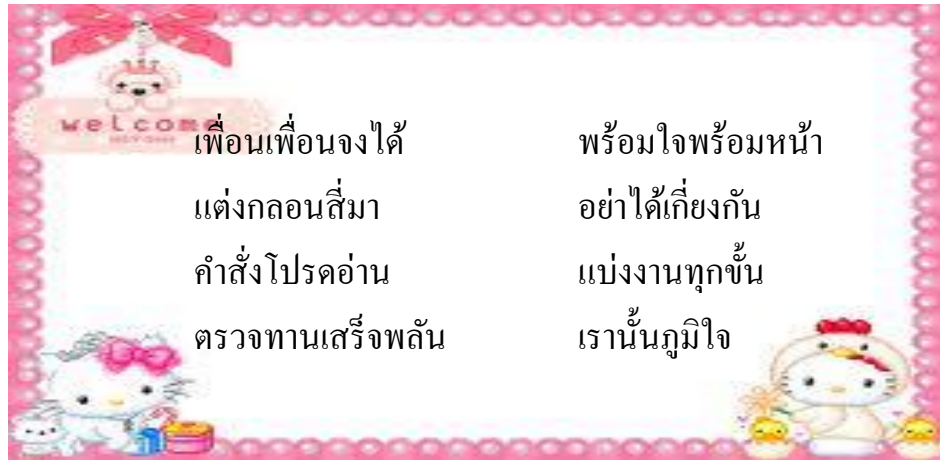 welcome
เพื่อนเพื่อนจงได้ พร้อมใจพร้อมหน้า
แต่งกลอนสี่มา อย่าได้เกี่ยงกัน
คำสั่งโปรดอ่าน แบ่งงานทุกขั้น
ตรวจทานเสร็จพลัน เรานั้นภูมิใจ